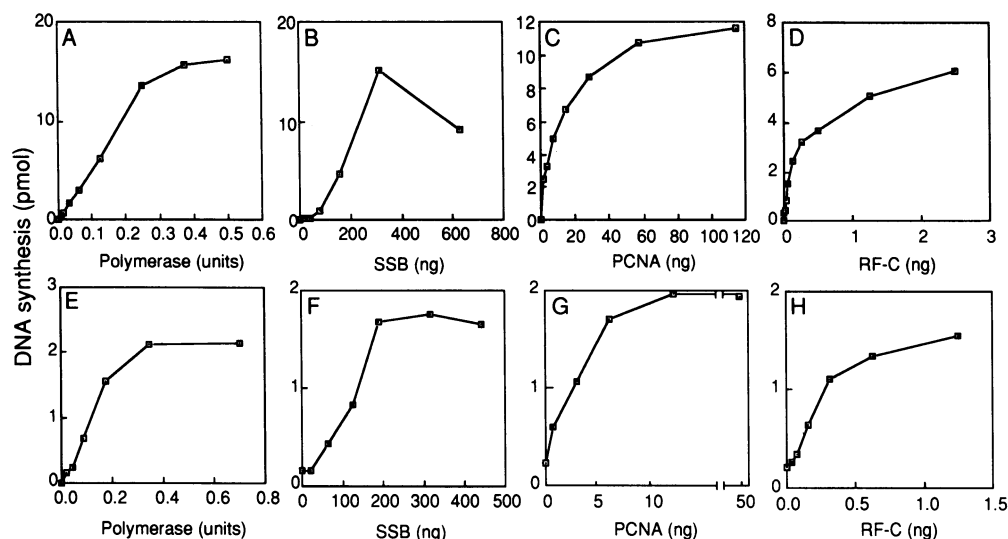 DNA synthesis (pmol)
A
20
10
0
0.0 0.1 0.2 0.3 0.4 0.5 0.6
Polymerase (units)
B
20
10
0
0 200 400 600 800
SSB (ng)
C
12
10
8
6
4
2
0
0 20 40 60 80 100 120
PCNA (ng)
D
8
6
4
2
0
0 1 2 3
RF-C (ng)
E
3
2
1
0
0.0 0.2 0.4 0.6 0.8
Polymerase (units)
F
2
1
0
0 100 200 300 400 500
SSB (ng)
G
2
1
0
0 5 10 50
PCNA (ng)
H
2
1
0
0.0 0.5 1.0 1.5
RF-C (ng)